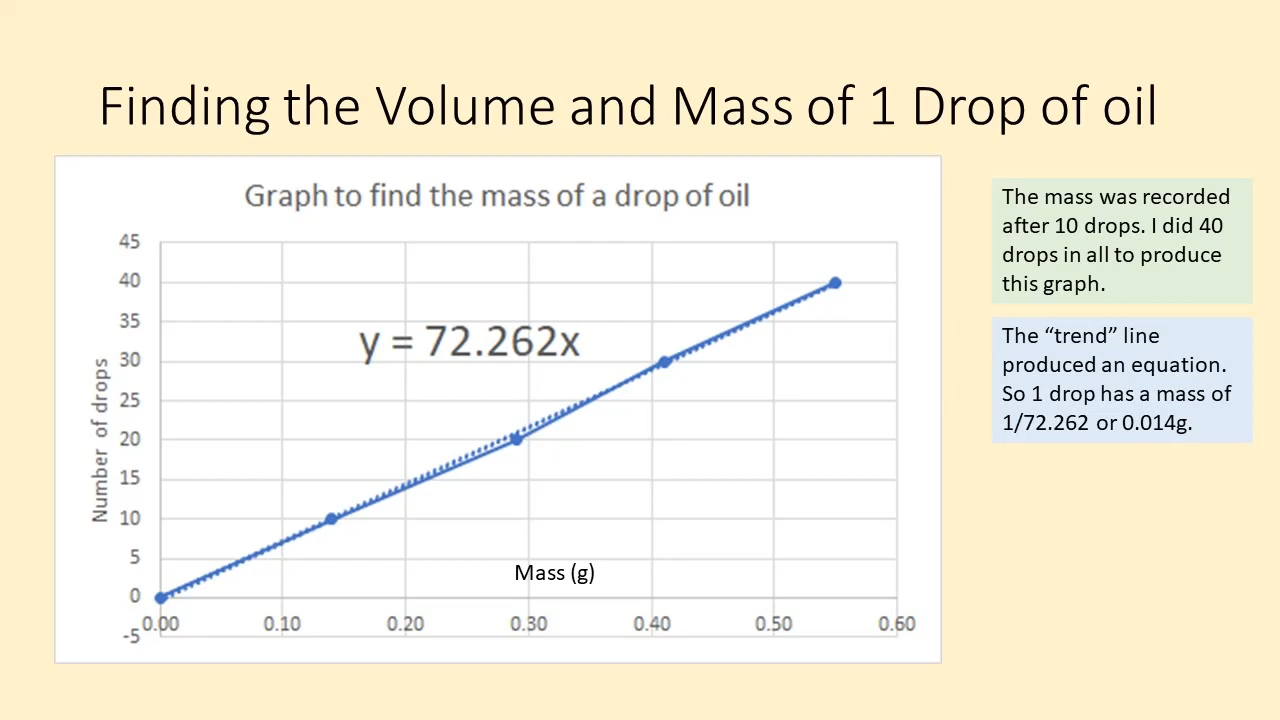 Finding the Volume and Mass of 1 Drop of oil
Graph to find the mass of a drop of oil
45
40
35
30
25
20
15
10
5
0
-5
Number of drops
y = 72.262x
Mass (g)
0.00
0.10
0.20
0.30
0.40
0.50
0.60
The mass was recorded
after 10 drops. I did 40
drops in all to produce
this graph.
The “trend” line
produced an equation.
So 1 drop has a mass of
1/72.262 or 0.014g.